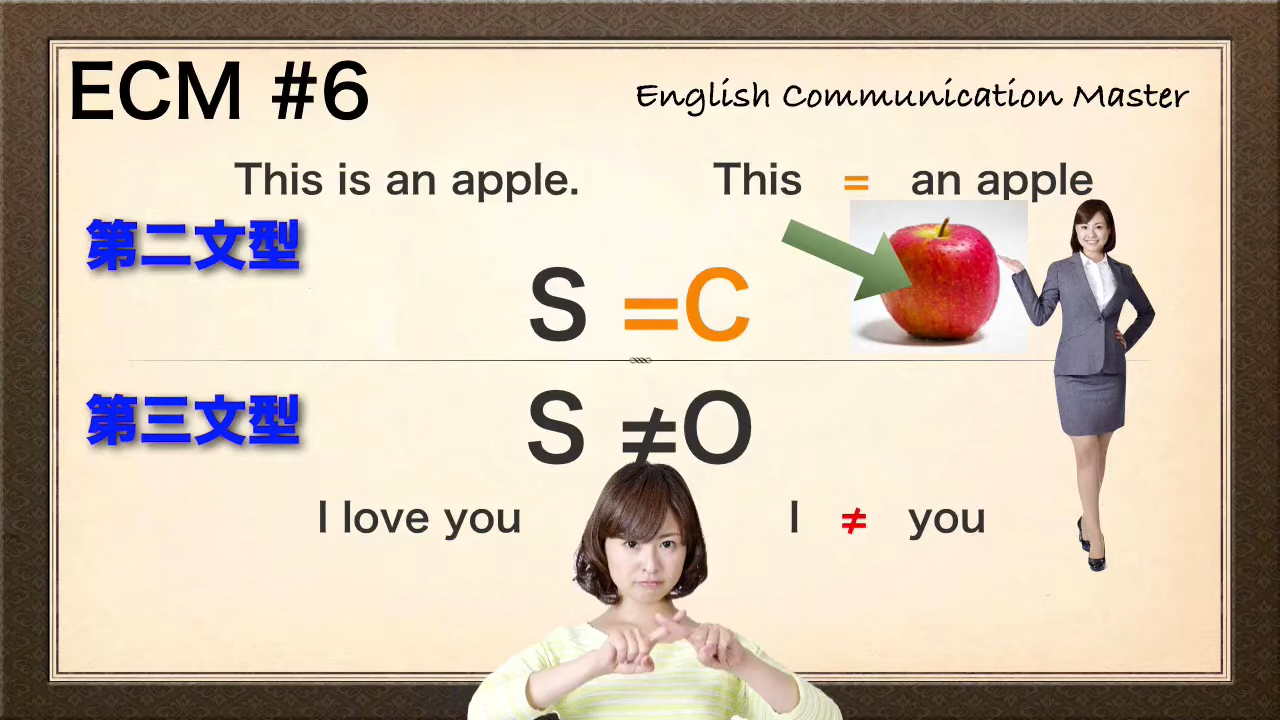 ECM #6
English Communication Master
This is an apple.
This = an apple
第二文型
S =C
第三文型
S ≠O
I love you
I ≠ you